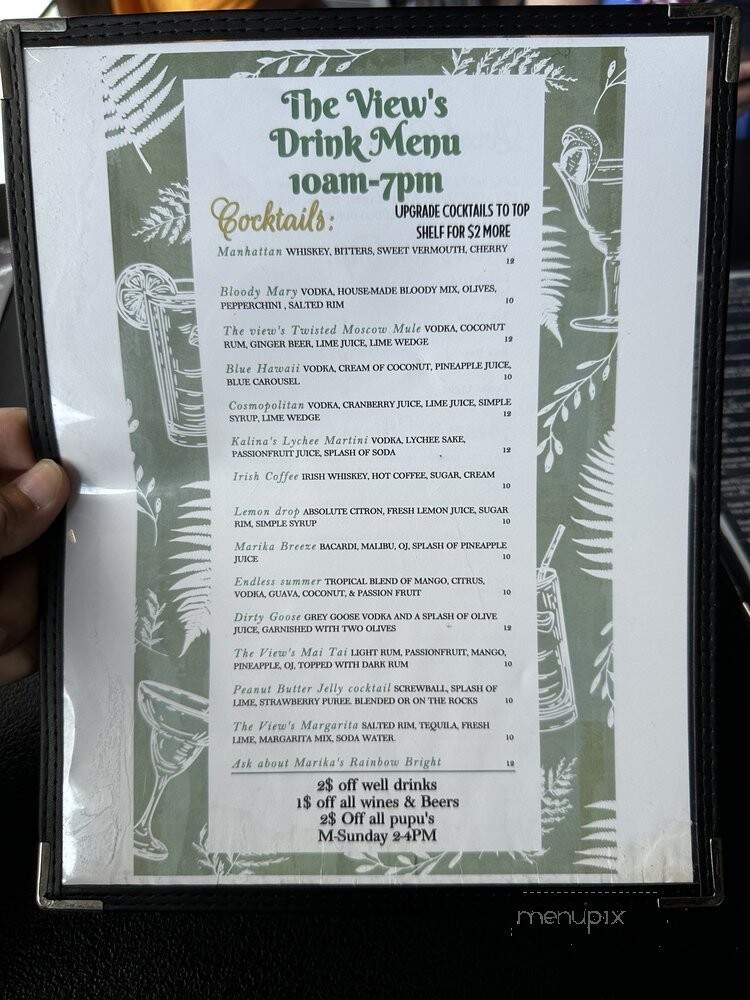 The View's
Drink Menu
10am-7pm
Cocktails:
UPGRADE COCKTAILS TO TOP
SHELF FOR $2 MORE
Manhattan WHISKEY, BITTERS, SWEET VERMOUTH, CHERRY
12
Bloody Mary VODKA, HOUSE-MADE BLOODY MIX, OLIVES,
PEPPERCHINI , SALTED RIM 10
The view's Twisted Moscow Mule VODKA, COCONUT
RUM, GINGER BEER, LIME JUICE, LIME WEDGE 12
Blue Hawaii VODKA, CREAM OF COCONUT, PINEAPPLE JUICE,
BLUE CAROUSEL 10
Cosmopolitan VODKA, CRANBERRY JUICE, LIME JUICE, SIMPLE
SYRUP, LIME WEDGE 12
Kalina's Lychee Martini VODKA, LYCHEE SAKE,
PASSIONFRUIT JUICE, SPLASH OF SODA 12
Irish Coffee IRISH WHISKEY, HOT COFFEE, SUGAR, CREAM
10
Lemon drop ABSOLUTE CITRON, FRESH LEMON JUICE, SUGAR
RIM, SIMPLE SYRUP 10
Marika Breeze BACARDI, MALIBU, OJ, SPLASH OF PINEAPPLE
JUICE 10
Endless summer TROPICAL BLEND OF MANGO, CITRUS,
VODKA, GUAVA, COCONUT, & PASSION FRUIT 10
Dirty Goose GREY GOOSE VODKA AND A SPLASH OF OLIVE
JUICE, GARNISHED WITH TWO OLIVES 12
The View's Mai Tai LIGHT RUM, PASSIONFRUIT, MANGO,
PINEAPPLE, OJ, TOPPED WITH DARK RUM 10
Peanut Butter Jelly cocktail SCREWBALL, SPLASH OF
LIME, STRAWBERRY PUREE. BLENDED OR ON THE ROCKS 10
The View's Margarita SALTED RIM, TEQUILA, FRESH
LIME, MARGARITA MIX, SODA WATER. 10
Ask about Marika's Rainbow Bright 12
2$ off well drinks
1$ off all wines & Beers
2$ Off all pupu's
M-Sunday 2-4PM
menupix